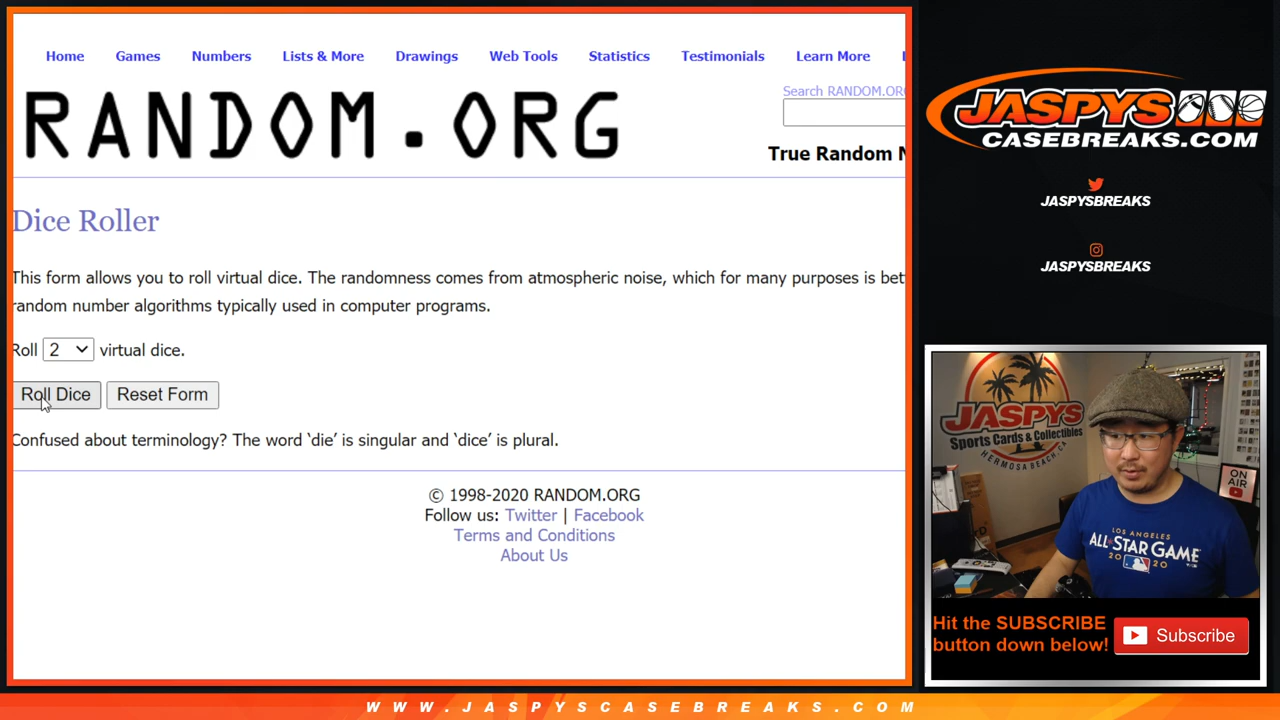 Home Games Numbers Lists & More Drawings Web Tools Statistics Testimonials Learn More
Search RANDOM.ORG
RANDOM.ORG
True Random N
Dice Roller
This form allows you to roll virtual dice. The randomness comes from atmospheric noise, which for many purposes is bet
random number algorithms typically used in computer programs.
Roll 2 virtual dice.
Roll Dice Reset Form
Confused about terminology? The word ‘die’ is singular and ‘dice’ is plural.
© 1998-2020 RANDOM.ORG
Follow us: Twitter | Facebook
Terms and Conditions
About Us
JASPYS
CASEBREAKS.COM
JASPYSBREAKS
JASPYSBREAKS
JASPYS
Sports Cards & Collectibles
HERMOSA BEACH, CA
ON
AIR
LOS ANGELES
ALL STAR GAME
2020
Hit the SUBSCRIBE
button down below!
Subscribe
WWW.JASPYSCASEBREAKS.COM